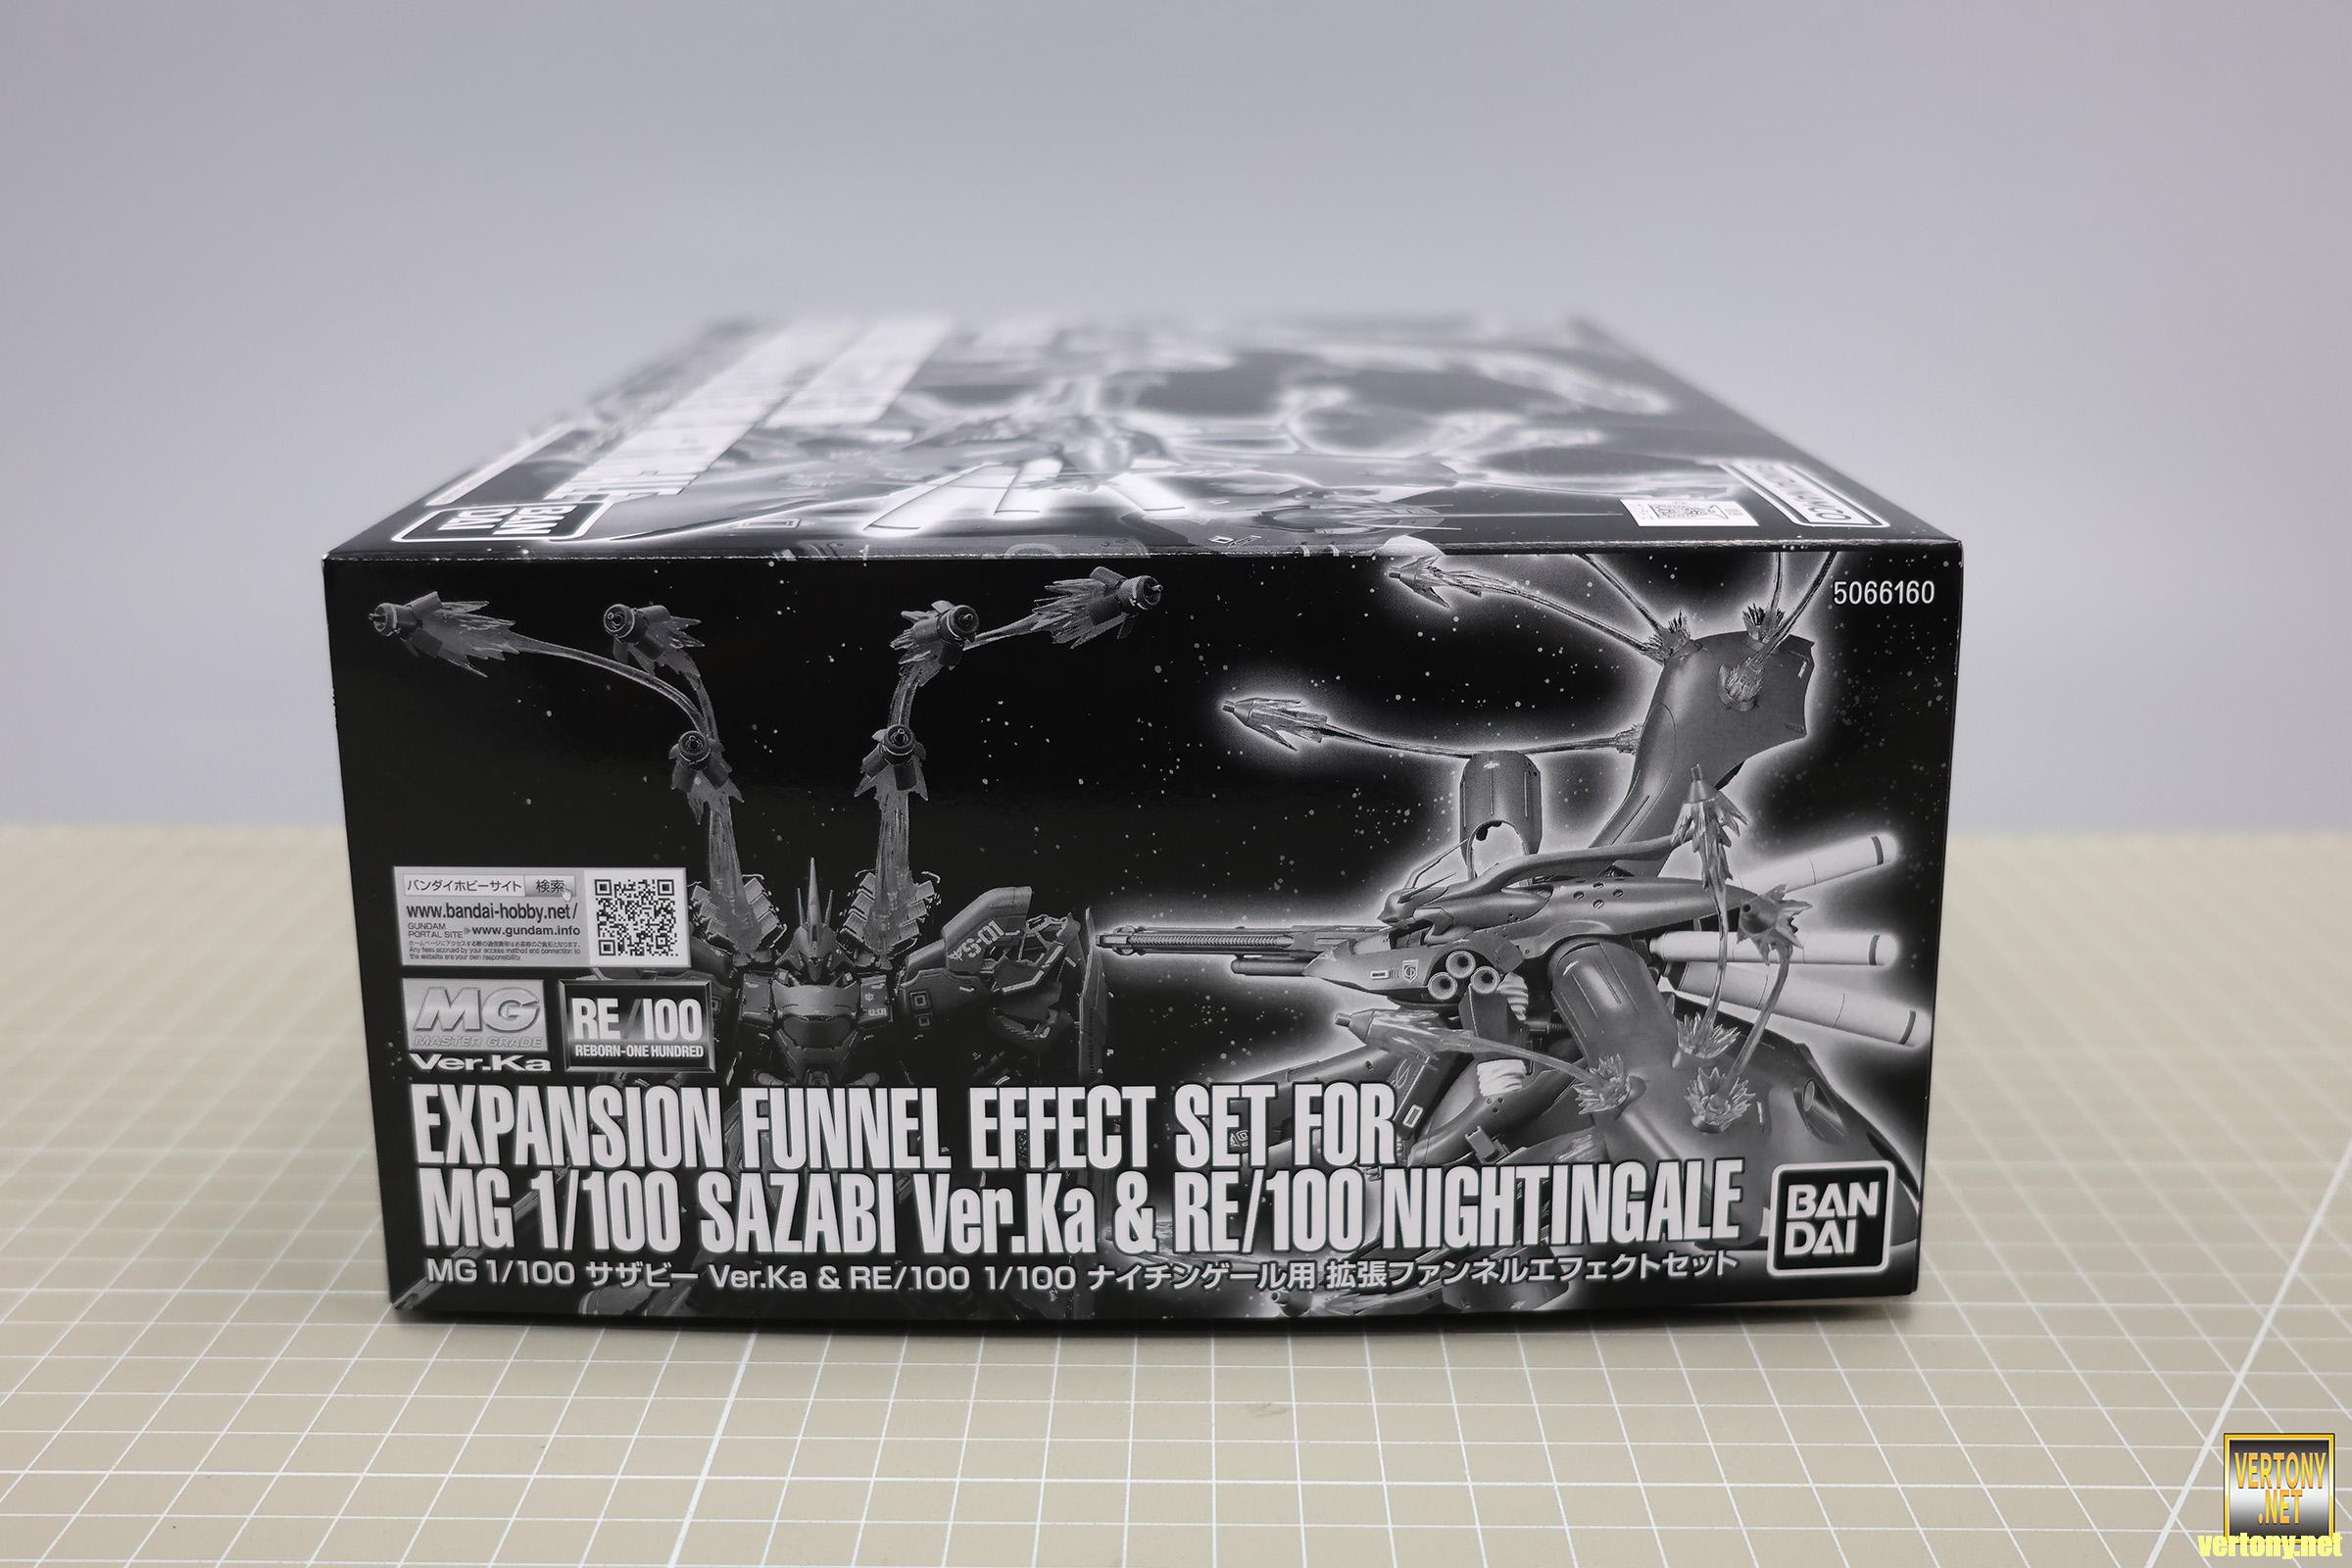 BAN
DAI
5066160
バンダイホビーサイト 検索
www.bandai-hobby.net/
GUNDAM
PORTAL SITE www.gundam.info
MG
MASTER GRADE
Ver.Ka
RE/100
REBORN-ONE HUNDRED
YS-01
EXPANSION FUNNEL EFFECT SET FOR
MG 1/100 SAZABI Ver.Ka & RE/100 NIGHTINGALE
MG 1/100 サザビー Ver.Ka & RE/100 1/100 ナイチンゲール用 拡張ファンネルエフェクトセット
BAN
DAI
VERTONY
.NET
vertony.net